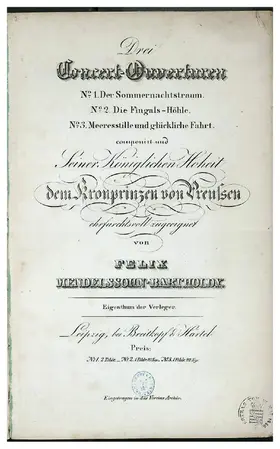 Drei
Concert-Ouverturen
No. 1. Der Sommernachtstraum.
No. 2. Die Fingals-Höhle.
No. 3. Meeresstille und glückliche Fahrt.
componirt und
Seiner Königlichen Hoheit
dem Kronprinzen von Preußen
ehrfurchtsvoll zugeeignet
von
FELIX
MENDELSSOHN-BARTHOLDY.
Eigenthum der Verleger.
Leipzig, bei Breitkopf & Härtel.
Preis:
Eingetragen in das Vereins Archiv.